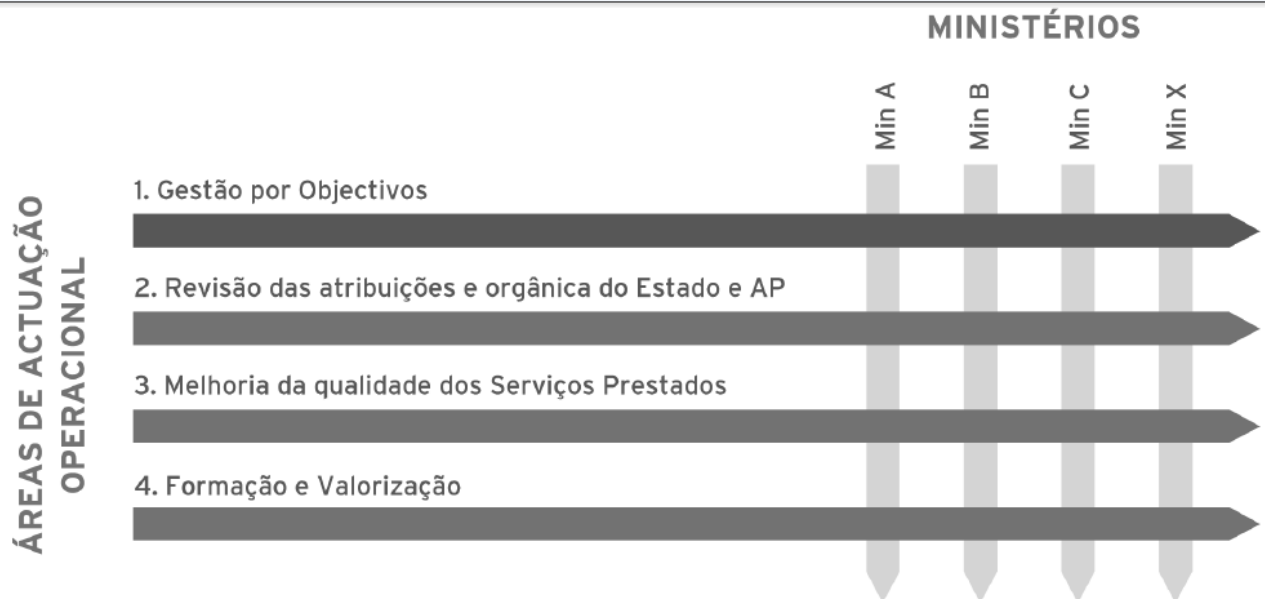 MINISTÉRIOS
Min A
Min B
Min C
Min X
ÁREAS DE ACTUAÇÃO
OPERACIONAL
1. Gestão por Objectivos
2. Revisão das atribuições e orgânica do Estado e AP
3. Melhoria da qualidade dos Serviços Prestados
4. Formação e Valorização